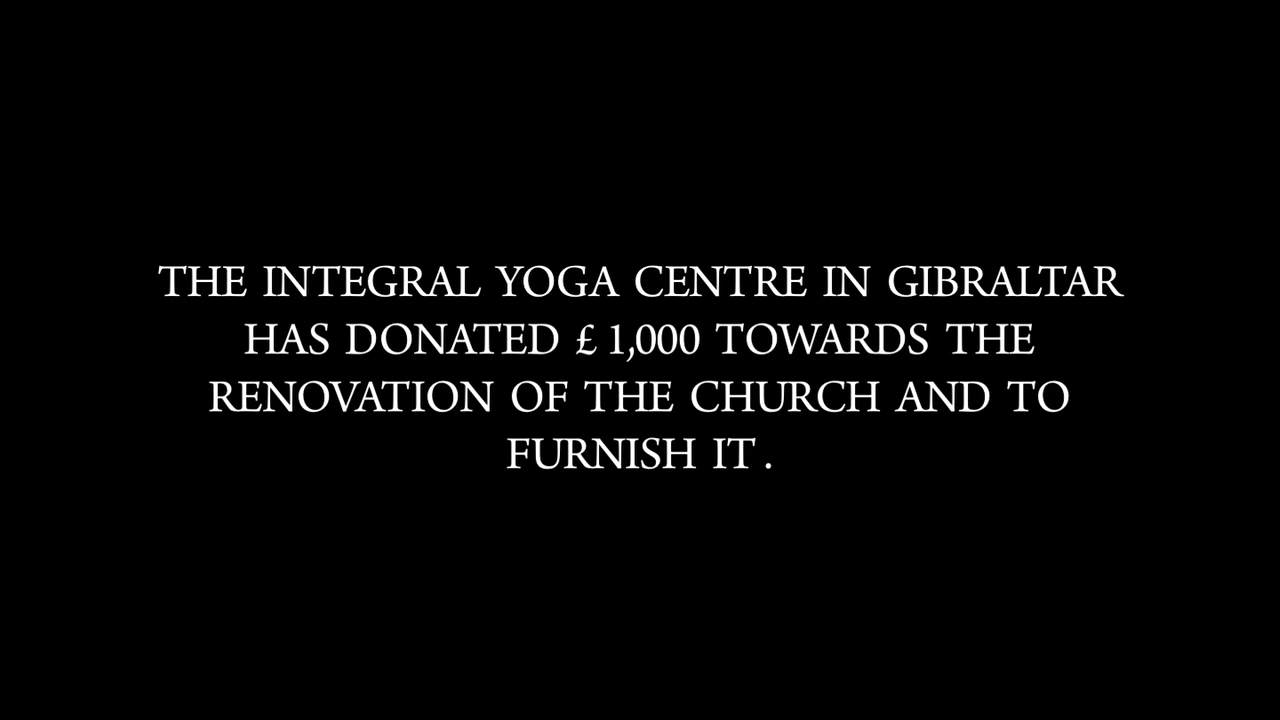 THE INTEGRAL YOGA CENTRE IN GIBRALTAR
HAS DONATED £ 1,000 TOWARDS THE
RENOVATION OF THE CHURCH AND TO
FURNISH IT .